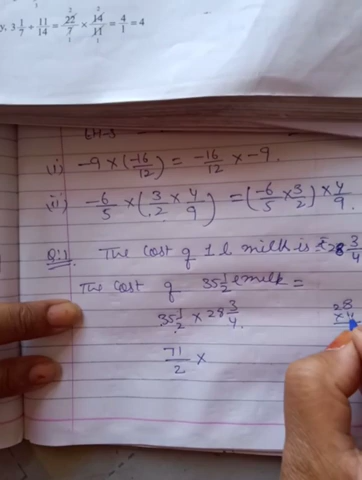 y, 3 1/7 ÷ 11/14 = 22/7 × 14/11 = 4/1 = 4
(i) -9 × (-16/12) = -16/12 × -9.
(ii) -6/5 × (3/2 × 4/9) = (-6/5 × 3/2) × 4/9.
Q:1 The cost of 1 l milk is ₹28 3/4
The cost of 35 1/2 l milk =
35 1/2 × 28 3/4.
28
× 4
71/2 ×